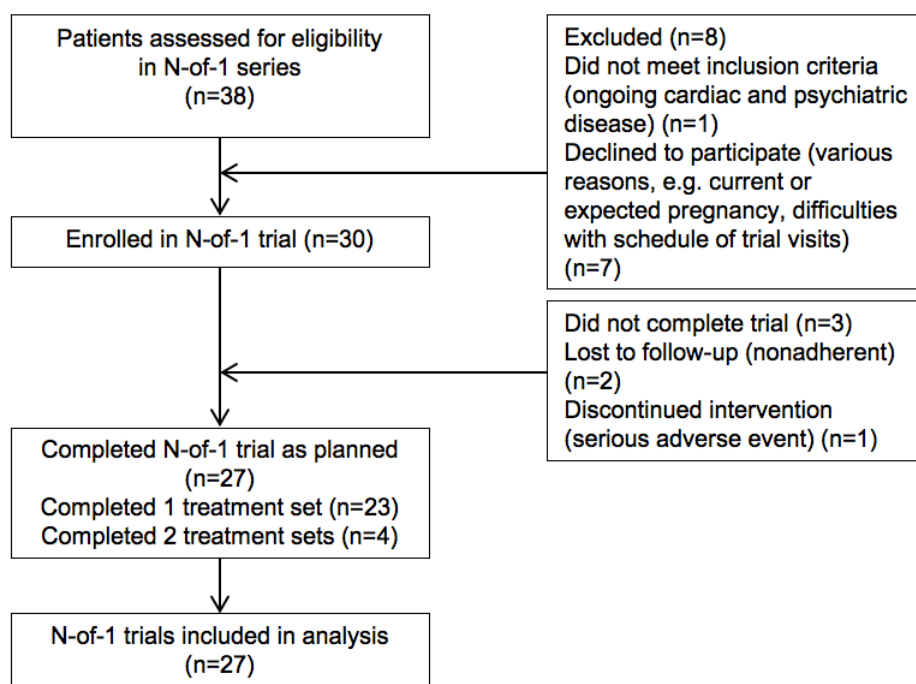 Patients assessed for eligibility
in N-of-1 series
(n=38)
Excluded (n=8)
Did not meet inclusion criteria
(ongoing cardiac and psychiatric
disease) (n=1)
Declined to participate (various
reasons, e.g. current or
expected pregnancy, difficulties
with schedule of trial visits)
(n=7)
Enrolled in N-of-1 trial (n=30)
Did not complete trial (n=3)
Lost to follow-up (nonadherent)
(n=2)
Discontinued intervention
(serious adverse event) (n=1)
Completed N-of-1 trial as planned
(n=27)
Completed 1 treatment set (n=23)
Completed 2 treatment sets (n=4)
N-of-1 trials included in analysis
(n=27)